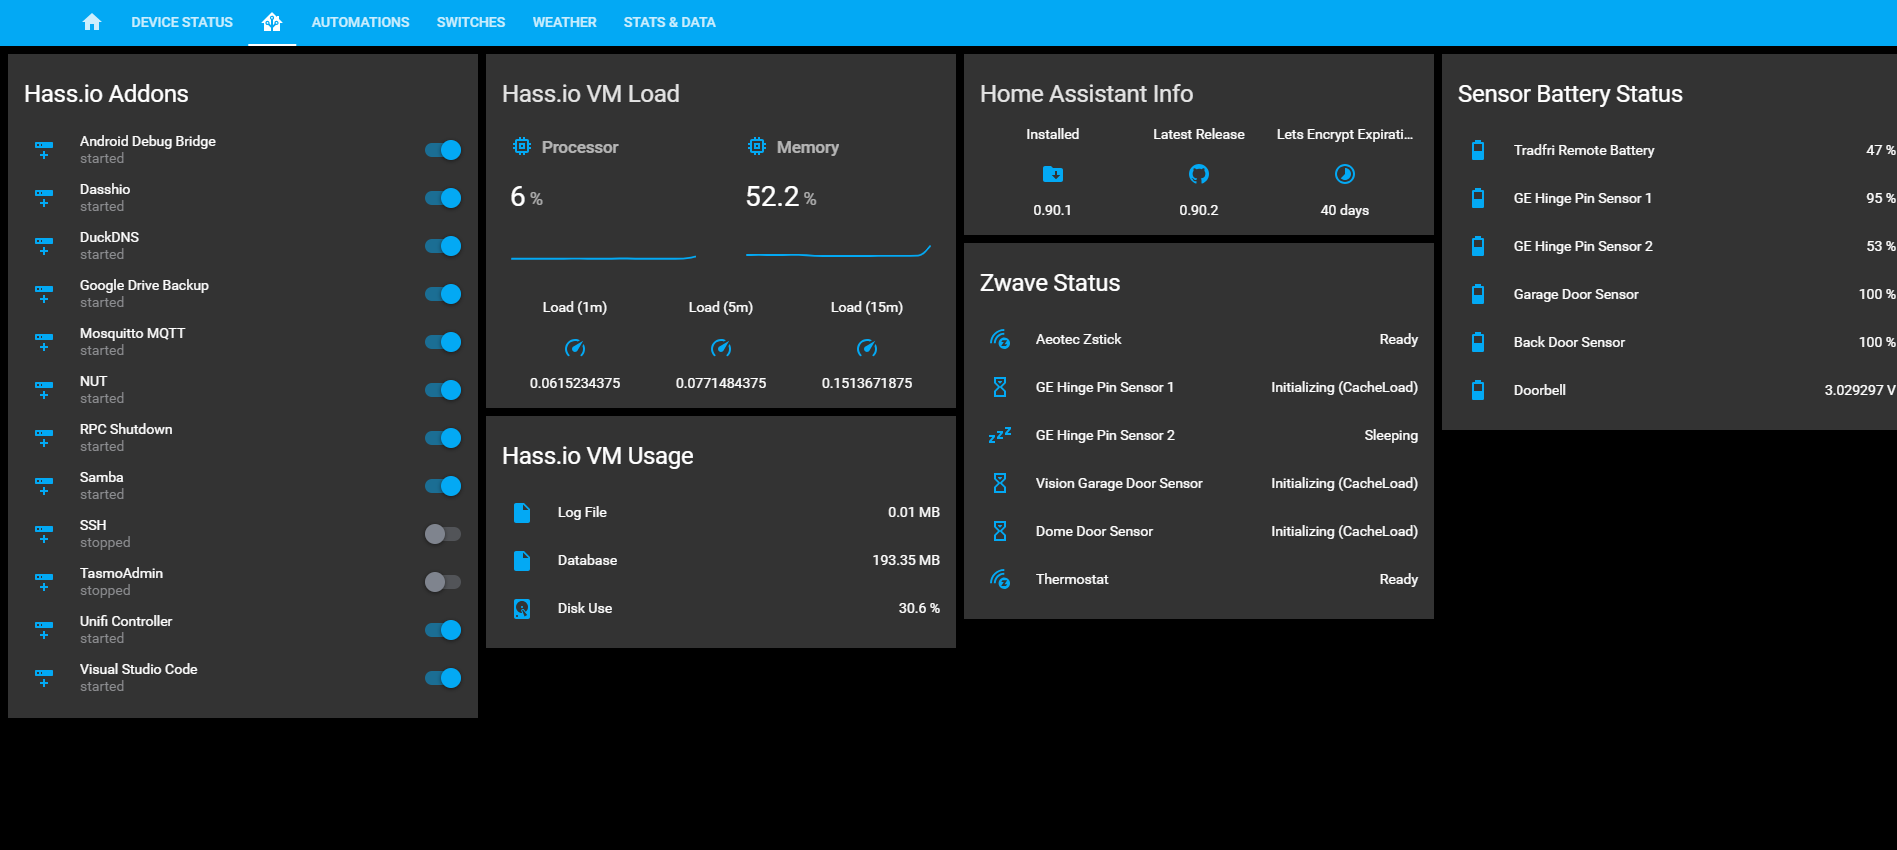 DEVICE STATUS AUTOMATIONS SWITCHES WEATHER STATS & DATA
Hass.io Addons
Android Debug Bridge
started
Dasshio
started
DuckDNS
started
Google Drive Backup
started
Mosquitto MQTT
started
NUT
started
RPC Shutdown
started
Samba
started
SSH
stopped
TasmoAdmin
stopped
Unifi Controller
started
Visual Studio Code
started
Hass.io VM Load
Processor Memory
6 % 52.2 %
Load (1m) Load (5m) Load (15m)
0.0615234375 0.0771484375 0.1513671875
Hass.io VM Usage
Log File 0.01 MB
Database 193.35 MB
Disk Use 30.6 %
Home Assistant Info
Installed Latest Release Lets Encrypt Expirati...
0.90.1 0.90.2 40 days
Zwave Status
Aeotec Zstick Ready
GE Hinge Pin Sensor 1 Initializing (CacheLoad)
GE Hinge Pin Sensor 2 Sleeping
Vision Garage Door Sensor Initializing (CacheLoad)
Dome Door Sensor Initializing (CacheLoad)
Thermostat Ready
Sensor Battery Status
Tradfri Remote Battery 47 %
GE Hinge Pin Sensor 1 95 %
GE Hinge Pin Sensor 2 53 %
Garage Door Sensor 100 %
Back Door Sensor 100 %
Doorbell 3.029297 V